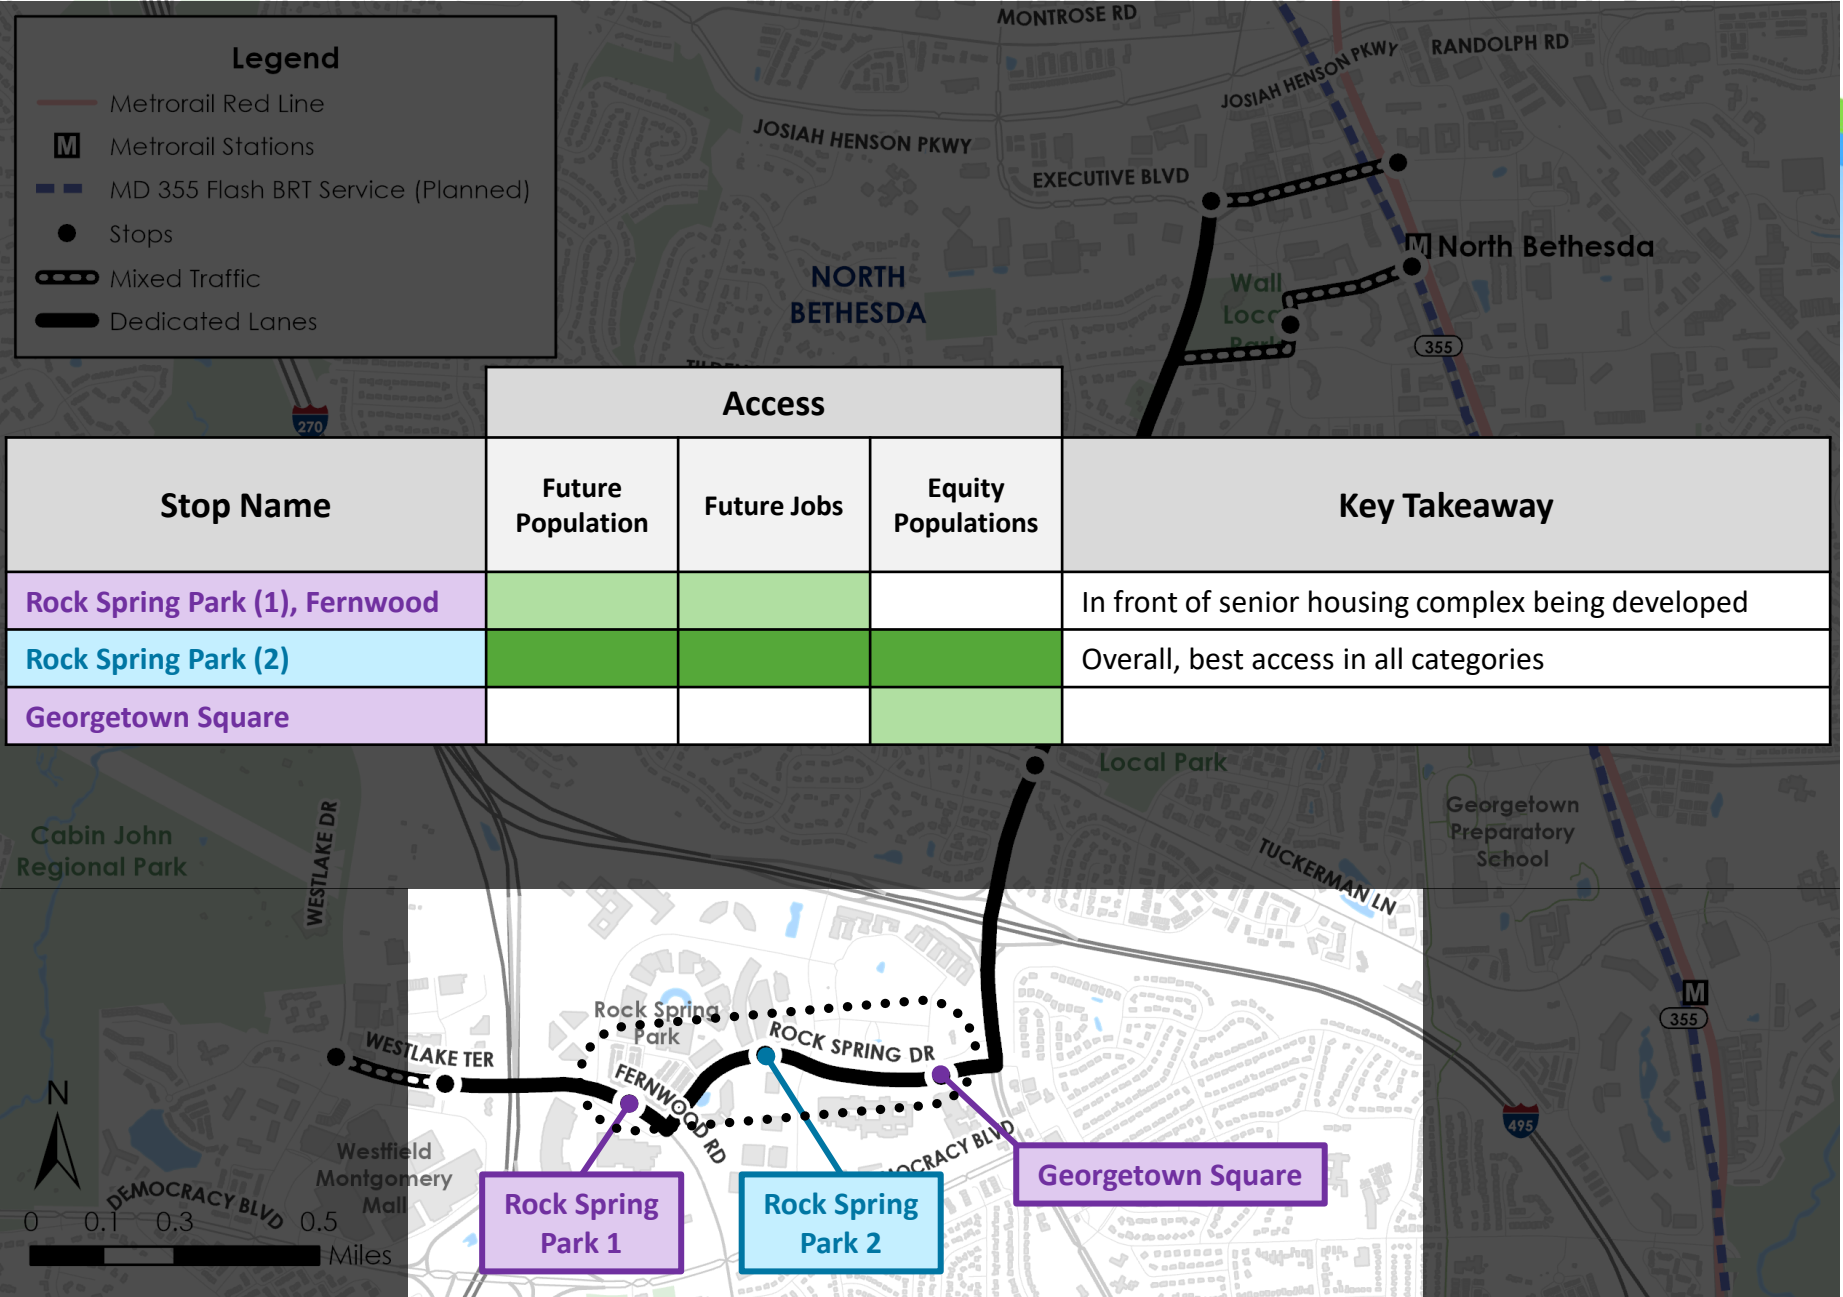 Legend
Metrorail Red Line
M Metrorail Stations
MD 355 Flash BRT Service (Planned)
Stops
Mixed Traffic
Dedicated Lanes
MONTROSE RD
RANDOLPH RD
JOSIAH HENSON PKWY
JOSIAH HENSON PKWY
EXECUTIVE BLVD
M North Bethesda
NORTH
BETHESDA
Wall
355
270
Access
Stop Name
Future
Population
Future Jobs
Equity
Populations
Key Takeaway
Rock Spring Park (1), Fernwood
In front of senior housing complex being developed
Rock Spring Park (2)
Overall, best access in all categories
Georgetown Square
Local Park
Georgetown
Preparatory
School
Cabin John
Regional Park
WESTLAKE DR
TUCKERMAN LN
M
355
Rock Spring
Park
ROCK SPRING DR
WESTLAKE TER
FERNWOOD RD
N
495
Westfield
Montgomery
Mall
DEMOCRACY BLVD
Georgetown Square
Rock Spring
Park 1
Rock Spring
Park 2
0 0.1 0.3 0.5
Miles